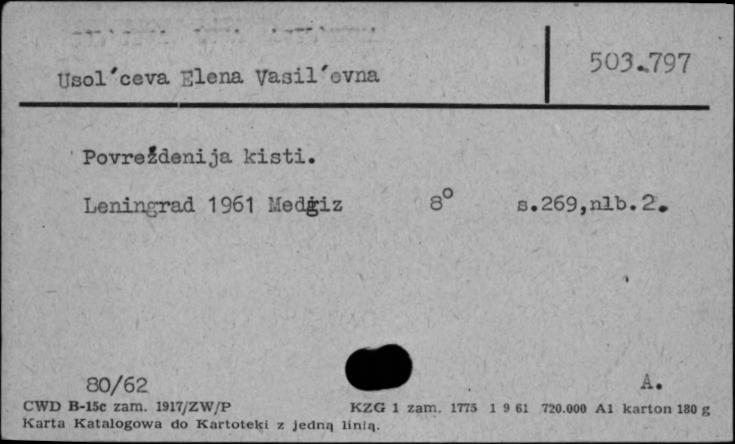 503.797
Usol´ceva Elena Vasil´evna
Povreždenija kisti.
Leningrad 1961 Medgiz 8° s.269,nlb.2.
80/62 A.
CWD B-15c zam. 1917/ZW/P KZG 1 zam. 1775 1 9 61 720.000 A1 karton 180 g
Karta Katalogowa do Kartoteki z jedną linią.